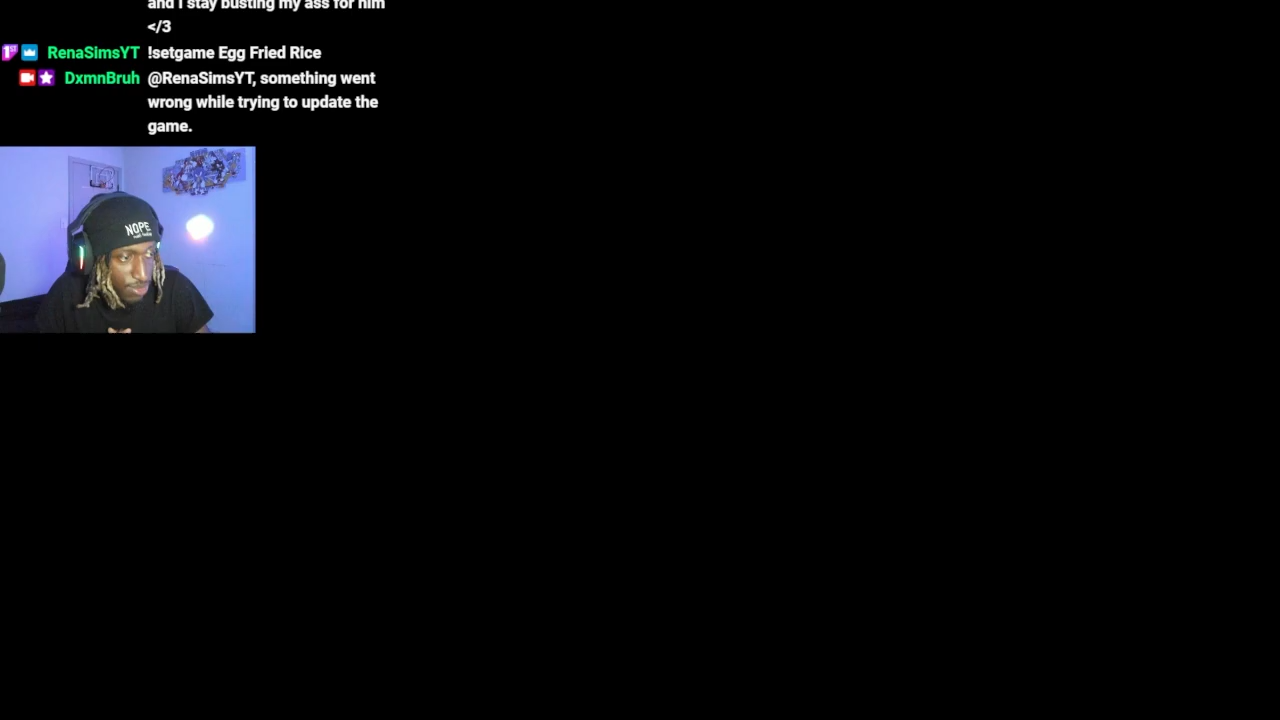 and I stay busting my ass for him
</3
RenaSimsYT !setgame Egg Fried Rice
DxmnBruh @RenaSimsYT, something went
wrong while trying to update the
game.
NOPE